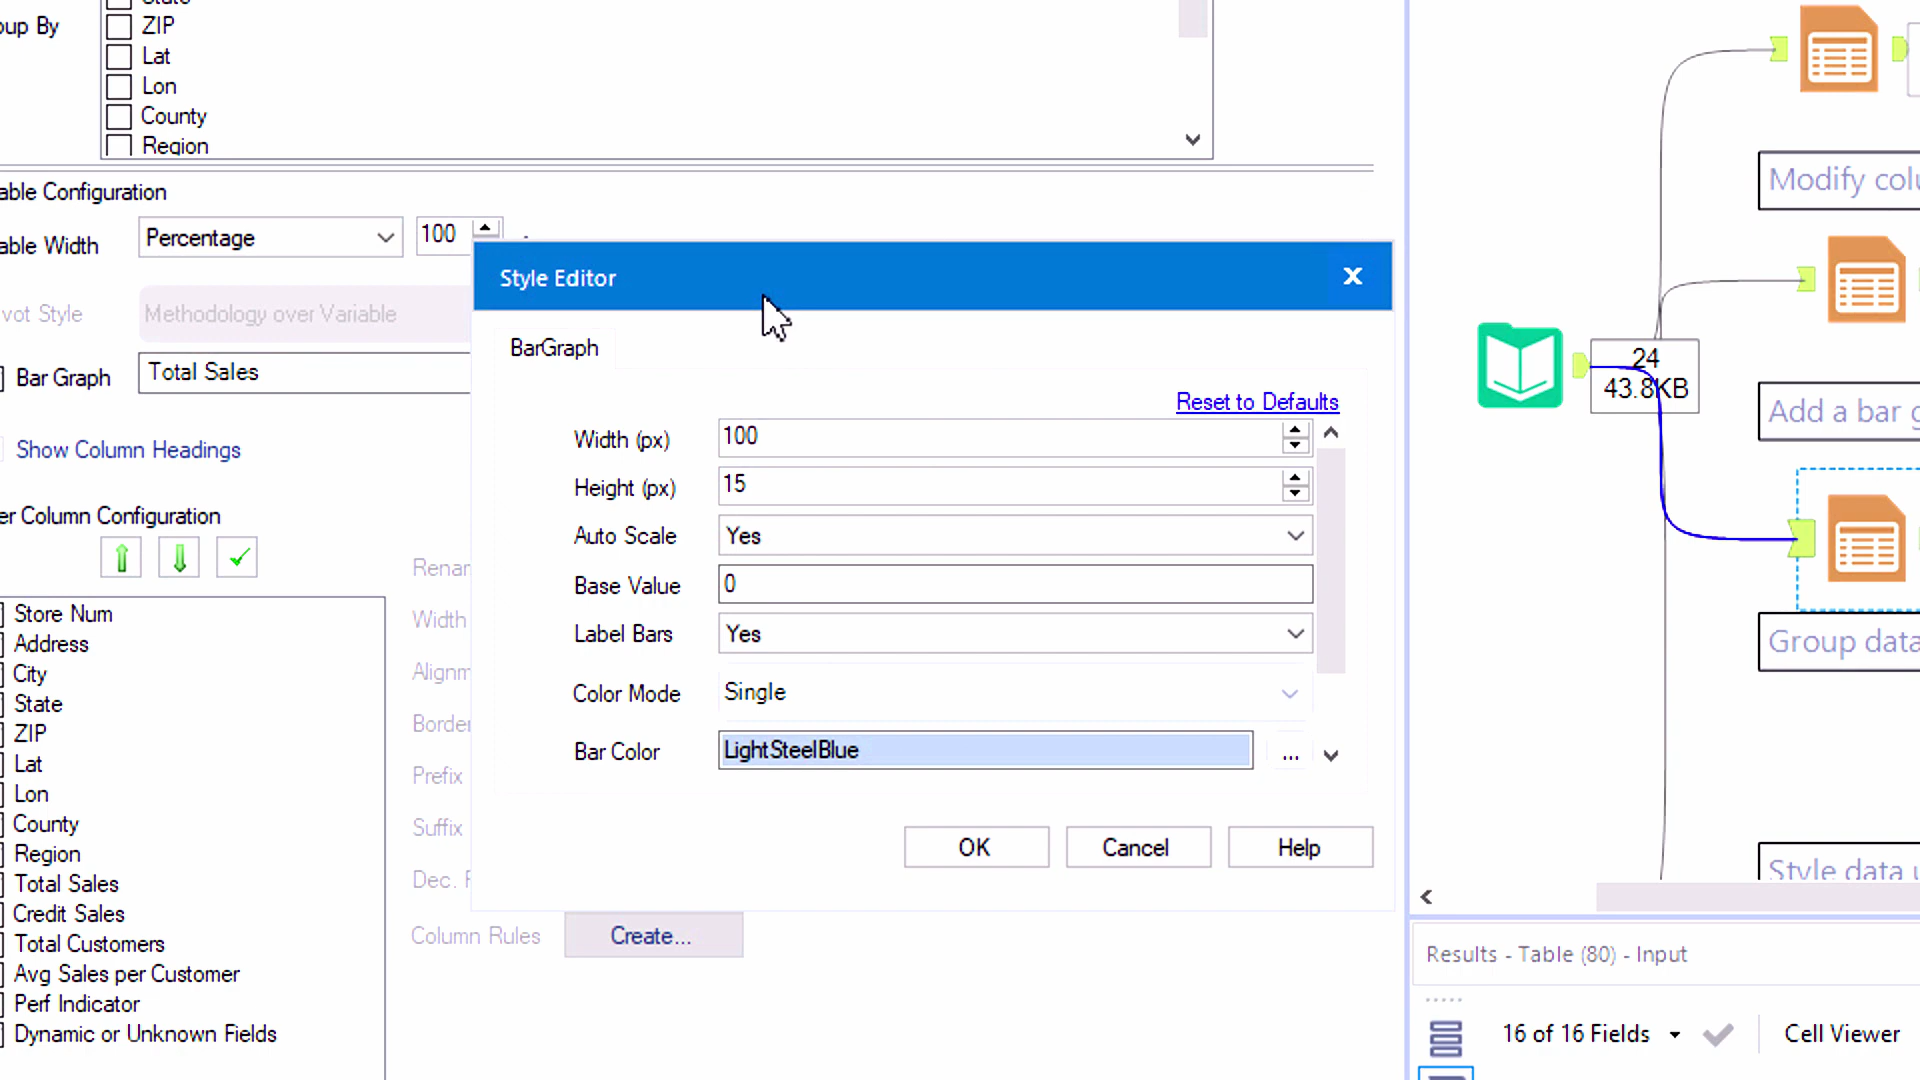 oup By
ZIP
Lat
Lon
County
Region
able Configuration
able Width
Percentage
100
vot Style
Methodology over Variable
Bar Graph
Total Sales
Show Column Headings
er Column Configuration
Store Num
Address
City
State
ZIP
Lat
Lon
County
Region
Total Sales
Credit Sales
Total Customers
Avg Sales per Customer
Perf Indicator
Dynamic or Unknown Fields
Renar
Width
Alignm
Border
Prefix
Suffix
Dec. F
Column Rules
Create...
Style Editor
BarGraph
Reset to Defaults
Width (px)
100
Height (px)
15
Auto Scale
Yes
Base Value
0
Label Bars
Yes
Color Mode
Single
Bar Color
LightSteelBlue
...
OK
Cancel
Help
24
43.8KB
Modify colu
Add a bar g
Group data
Style data u
Results - Table (80) - Input
16 of 16 Fields
Cell Viewer